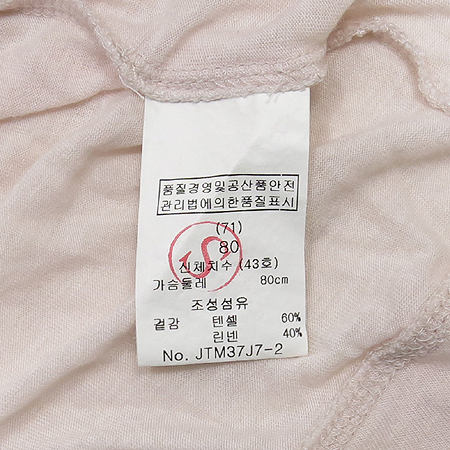 품질경영및공산품안전
관리법에의한품질표시
(71)
80
S
신체치수 (43호)
가슴둘레 80cm
조성섬유
겉감 텐셀 60%
린넨 40%
No. JTM37J7-2